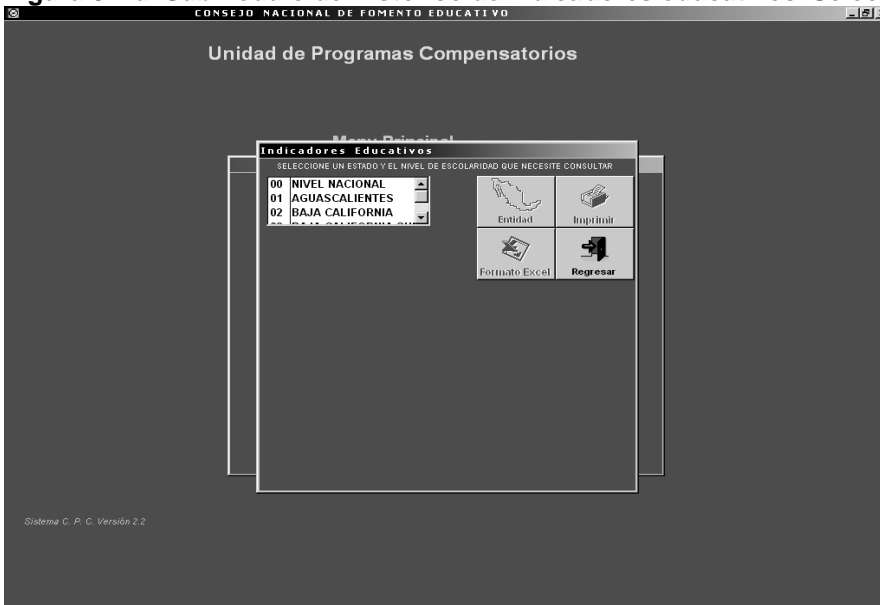 CONSEJO NACIONAL DE FOMENTO EDUCATIVO
Unidad de Programas Compensatorios
Menu Principal
Indicadores Educativos
SELECCIONE UN ESTADO Y EL NIVEL DE ESCOLARIDAD QUE NECESITE CONSULTAR
00 NIVEL NACIONAL
01 AGUASCALIENTES
02 BAJA CALIFORNIA
Entidad
Imprimir
Formato Excel
Regresar
Sistema C. P. C. Versión 2.2